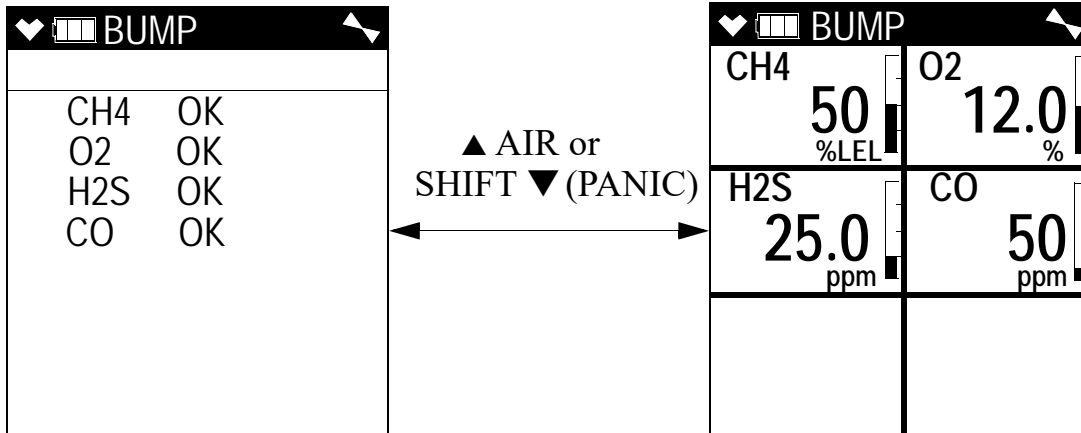 BUMP
CH4 OK
O2 OK
H2S OK
CO OK
▲ AIR or
SHIFT ▼ (PANIC)
BUMP
CH4
50
%LEL
O2
12.0
%
H2S
25.0
ppm
CO
50
ppm